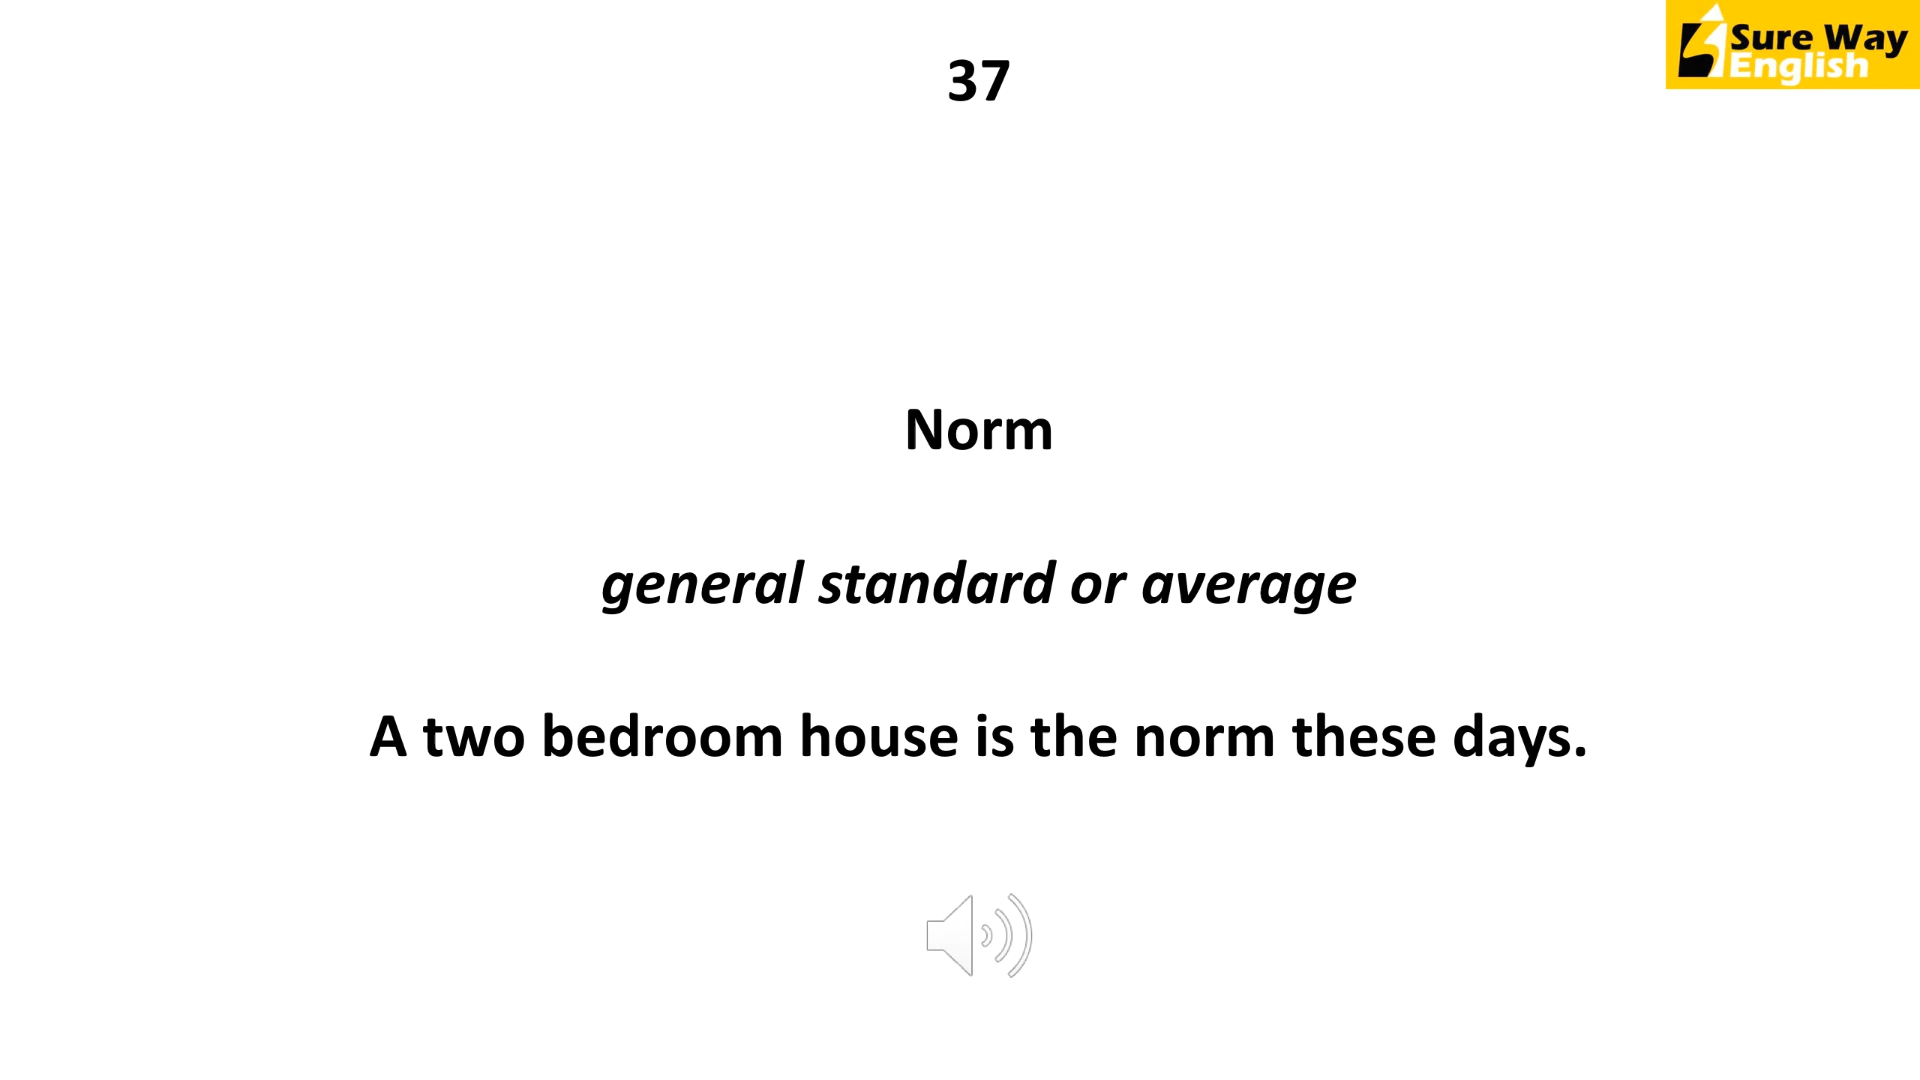 Sure Way
English
37
Norm
general standard or average
A two bedroom house is the norm these days.